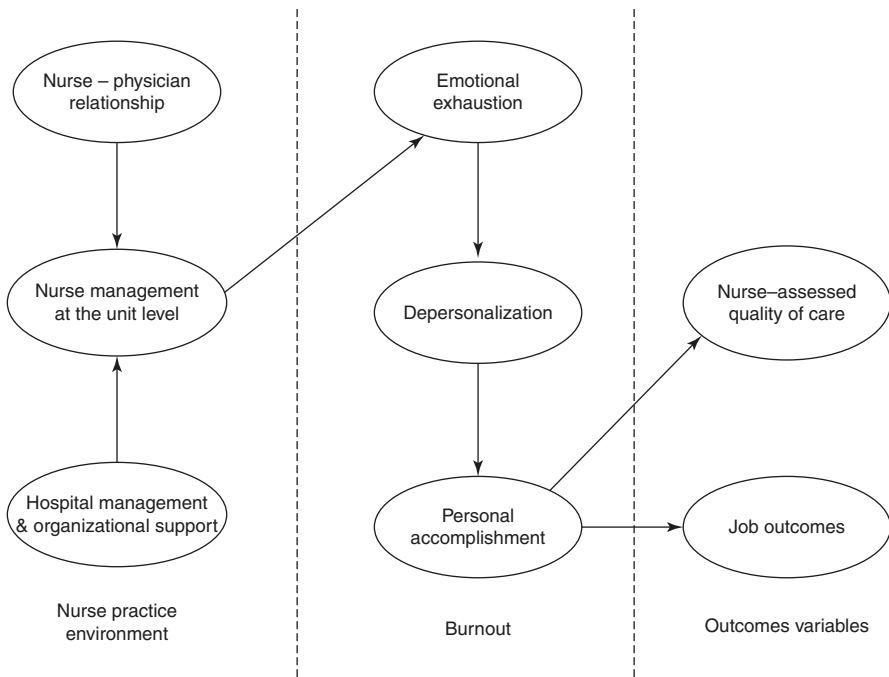 Nurse – physician
relationship
Emotional
exhaustion
Nurse management
at the unit level
Depersonalization
Nurse–assessed
quality of care
Hospital management
& organizational support
Personal
accomplishment
Job outcomes
Nurse practice
environment
Burnout
Outcomes variables